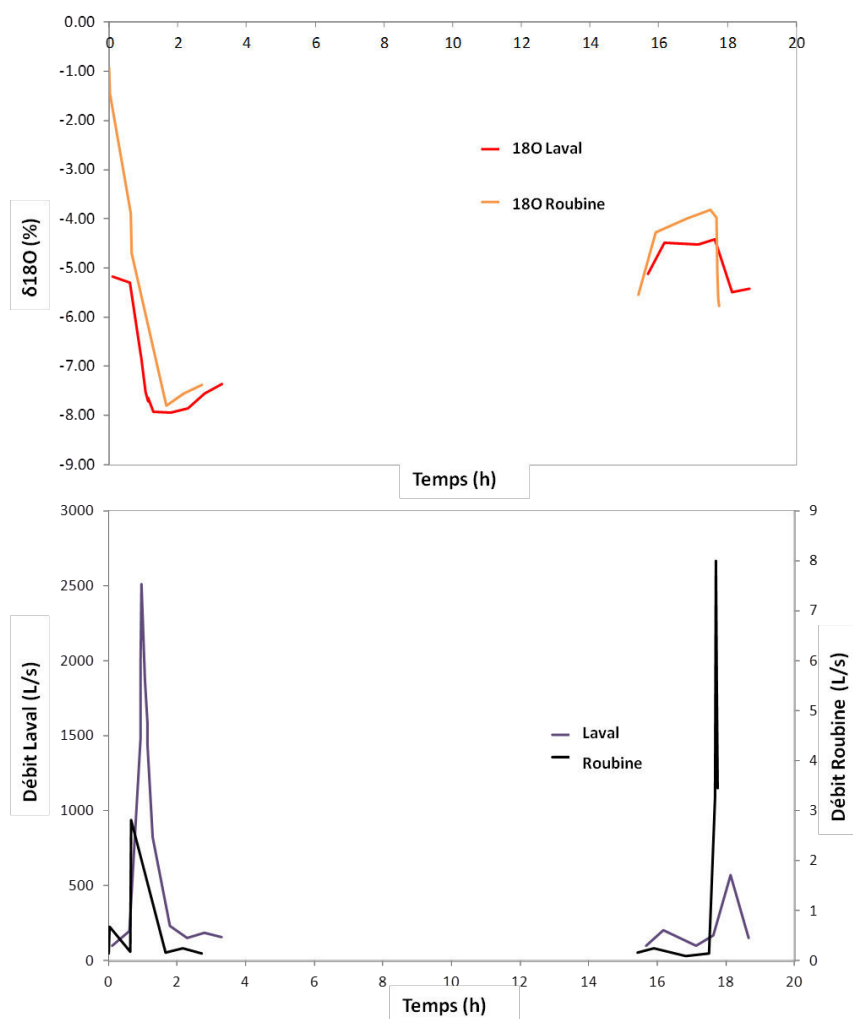 0.00
0 2 4 6 8 10 12 14 16 18 20
-1.00
-2.00
18O Laval
-3.00
18O Roubine
-4.00
-5.00
-6.00
-7.00
-8.00
-9.00
δ18O (%)
Temps (h)
3000
2500
2000
1500
1000
500
0
Débit Laval (L/s)
Laval
Roubine
9
8
7
6
5
4
3
2
1
0
Débit Roubine (L/s)
0 2 4 6 8 10 12 14 16 18 20
Temps (h)